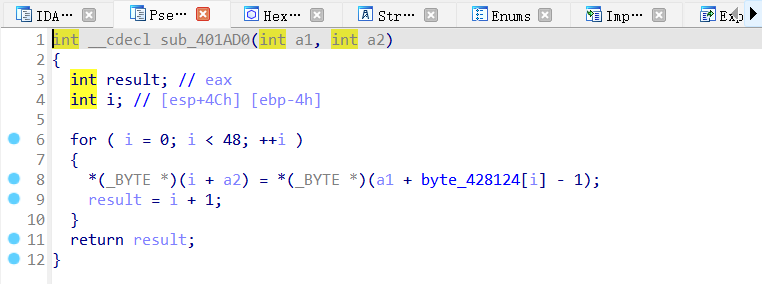 IDA⋯ Pse⋯ Hex⋯ Str⋯ Enums Imp⋯ Exp
1 int __cdecl sub_401AD0(int a1, int a2)
2 {
3 int result; // eax
4 int i; // [esp+4Ch] [ebp-4h]
5
6 for ( i = 0; i < 48; ++i )
7 {
8 *(_BYTE *)(i + a2) = *(_BYTE *)(a1 + byte_428124[i] - 1);
9 result = i + 1;
10 }
11 return result;
12 }